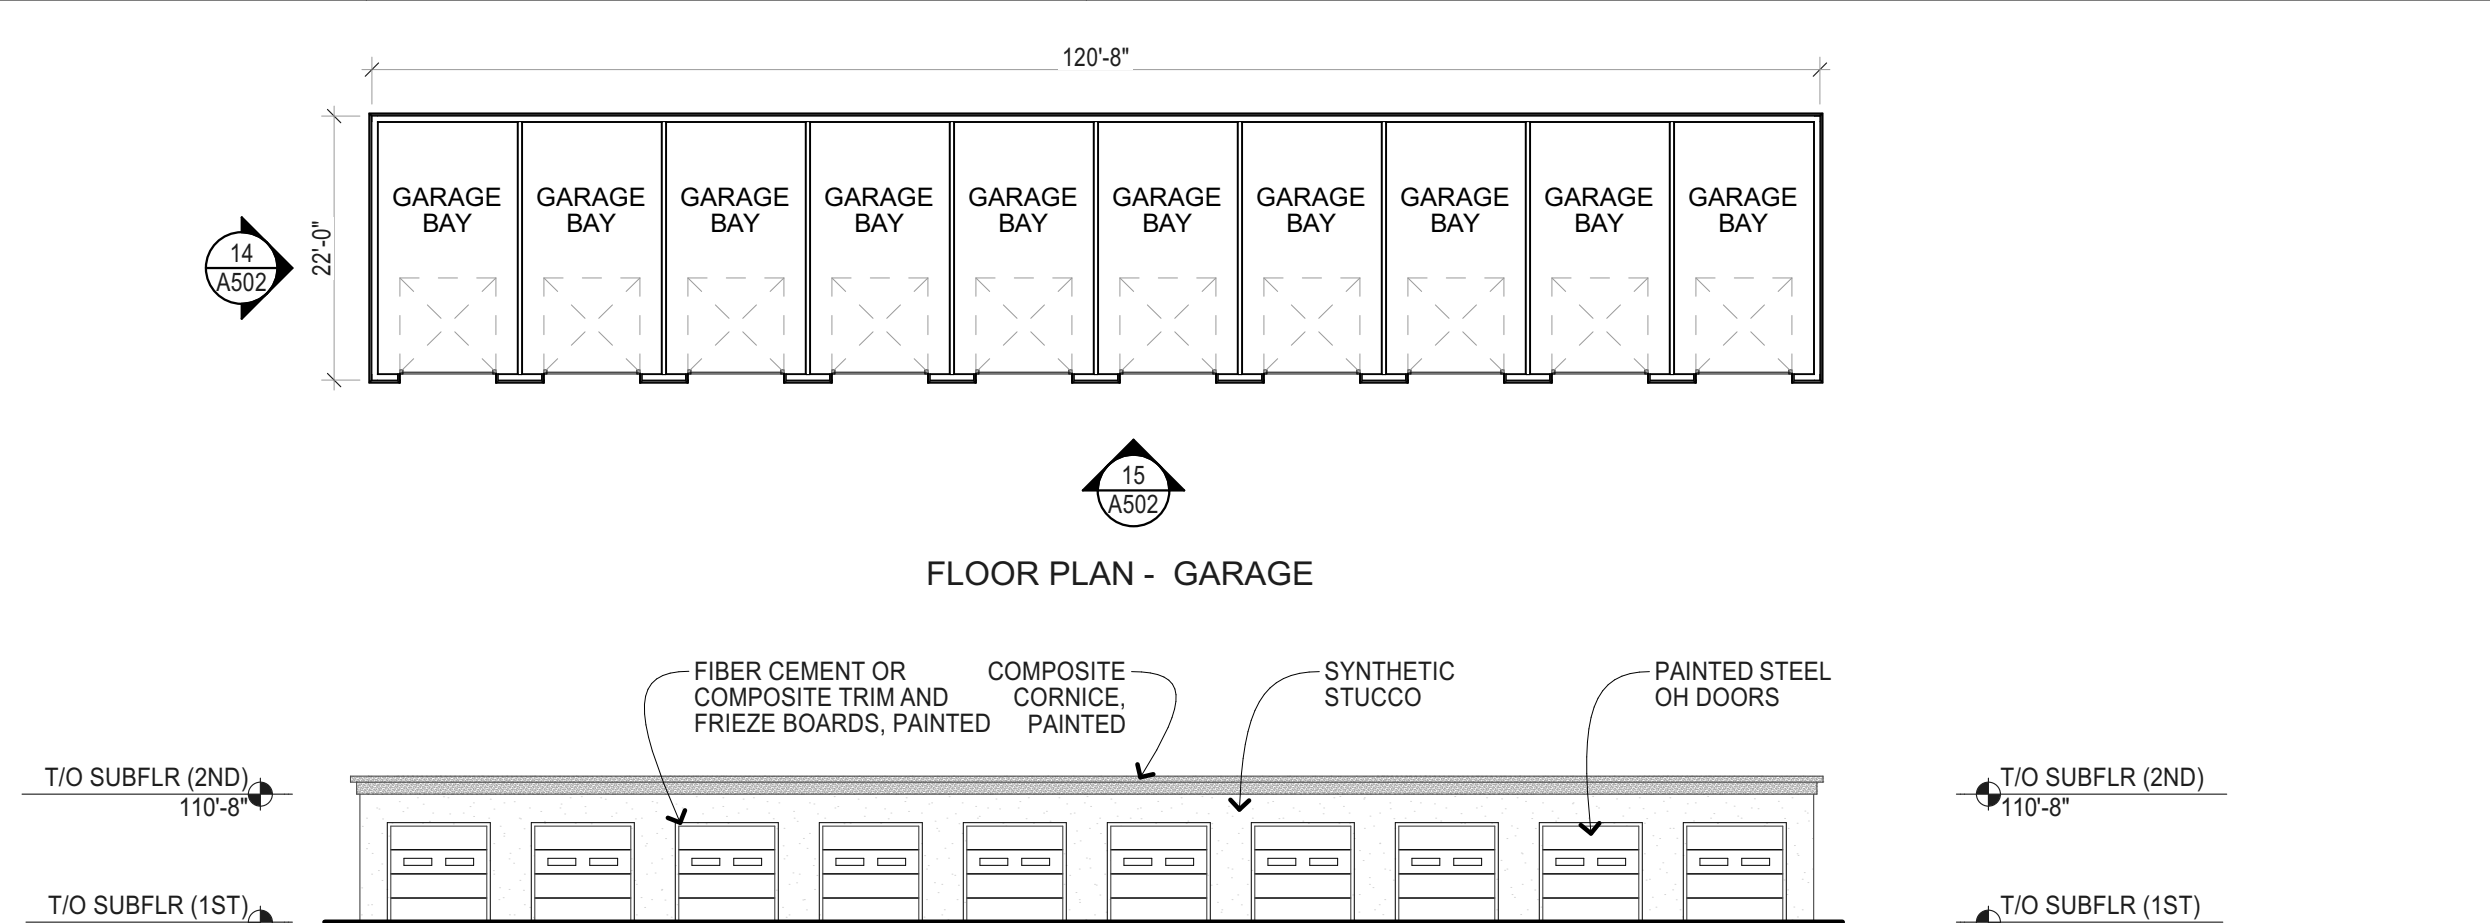 120'-8"
GARAGE
BAY
GARAGE
BAY
GARAGE
BAY
GARAGE
BAY
GARAGE
BAY
GARAGE
BAY
GARAGE
BAY
GARAGE
BAY
GARAGE
BAY
GARAGE
BAY
22'-0"
14
A502
15
A502
FLOOR PLAN - GARAGE
FIBER CEMENT OR
COMPOSITE TRIM AND
FRIEZE BOARDS, PAINTED
COMPOSITE
CORNICE,
PAINTED
SYNTHETIC
STUCCO
PAINTED STEEL
OH DOORS
T/O SUBFLR (2ND)
110'-8"
T/O SUBFLR (2ND)
110'-8"
T/O SUBFLR (1ST)
T/O SUBFLR (1ST)